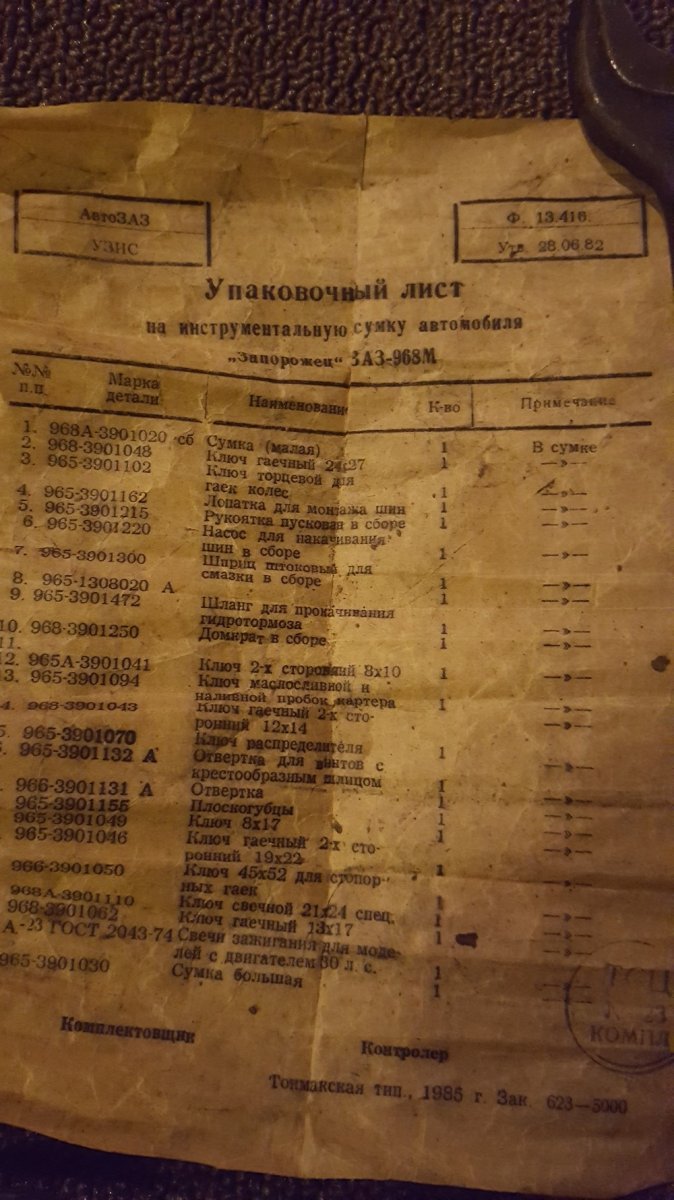 АвтоЗАЗ
УЗНС
Ф. 13.416.
Утв. 28.06.82
Упаковочный лист
на инструментальную сумку автомобиля
„Запорожец“ ЗАЗ-968М
№№ п.п. Марка детали Наименование К-во Примечание
1. 968А-3901020 сб Сумка (малая) 1 В сумке
2. 968-3901048 Ключ гаечный 24х27 1 —»—
3. 965-3901102 Ключ торцевой для
гаек колес 1 —»—
4. 965-3901162 Лопатка для монтажа шин 1 —»—
5. 965-3901215 Рукоятка пусковая в сборе 1 —»—
6. 965-3901220 Насос для накачивания
шин в сборе 1 —»—
7. 965-3901300 Шприц штоковый для
смазки в сборе 1 —»—
8. 965-1308020 А 1 —»—
9. 965-3901472 Шланг для прокачивания
гидротормоза 1 —»—
10. 968-3901250 Домкрат в сборе 1 —»—
11.
12. 965А-3901041 Ключ 2-х сторонний 8х10 1 —»—
13. 965-3901094 Ключ маслосливной и
наливной пробок картера 1 —»—
4. 968-3901043 Ключ гаечный 2-х сто-
ронний 12х14 —»—
5. 965-3901070 Ключ распределителя 1
965-3901132 А Отвертка для винтов с
крестообразным шлицом —»—
966-3901131 А Отвертка 1 —»—
965-3901155 Плоскогубцы 1 —»—
965-3901049 Ключ 8х17 1 —»—
965-3901046 Ключ гаечный 2-х сто-
ронний 19х22 1 —»—
966-3901050 Ключ 45х52 для стопор-
ных гаек 1 —»—
968А-3901110 Ключ свечной 21х24 спец. 1 —»—
968-3901062 Ключ гаечный 13х17 1 —»—
А-23 ГОСТ 2043-74 Свечи зажигания для моде-
лей с двигателем 30 л. с. 1
965-3901030 Сумка большая 1
23
КОМПЛ
Комплектовщик
Контролер
Токмакская тип., 1985 г. Зак. 623—5000